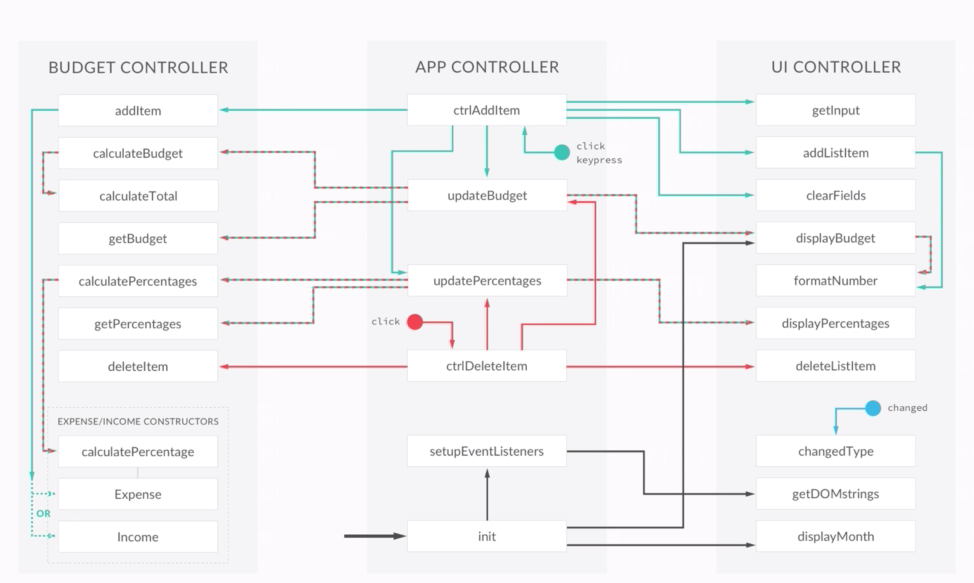 BUDGET CONTROLLER
addItem
calculateBudget
calculateTotal
getBudget
calculatePercentages
getPercentages
deleteItem
EXPENSE/INCOME CONSTRUCTORS
calculatePercentage
Expense
OR
Income
APP CONTROLLER
ctrlAddItem
click
keypress
updateBudget
updatePercentages
click
ctrlDeleteItem
setupEventListeners
init
UI CONTROLLER
getInput
addListItem
clearFields
displayBudget
formatNumber
displayPercentages
deleteListItem
changed
changedType
getDOMstrings
displayMonth